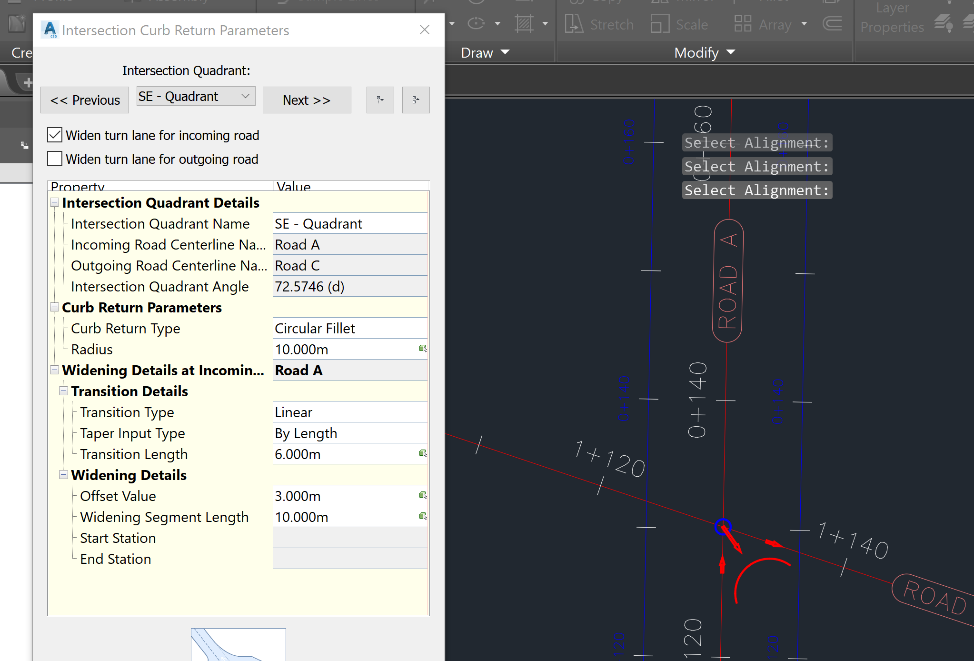 Intersection Curb Return Parameters
Intersection Quadrant:
<< Previous
SE - Quadrant
Next >>
Widen turn lane for incoming road
Widen turn lane for outgoing road
Property Value
Intersection Quadrant Details
Intersection Quadrant Name SE - Quadrant
Incoming Road Centerline Na... Road A
Outgoing Road Centerline Na... Road C
Intersection Quadrant Angle 72.5746 (d)
Curb Return Parameters
Curb Return Type Circular Fillet
Radius 10.000m
Widening Details at Incomin... Road A
Transition Details
Transition Type Linear
Taper Input Type By Length
Transition Length 6.000m
Widening Details
Offset Value 3.000m
Widening Segment Length 10.000m
Start Station
End Station
Cre
Stretch
Scale
Array
Layer
Properties
Draw
Modify
Select Alignment:
Select Alignment:
Select Alignment:
ROAD A
0+140
0+140
0+140
1+120
1+140
ROAD
120
120
120